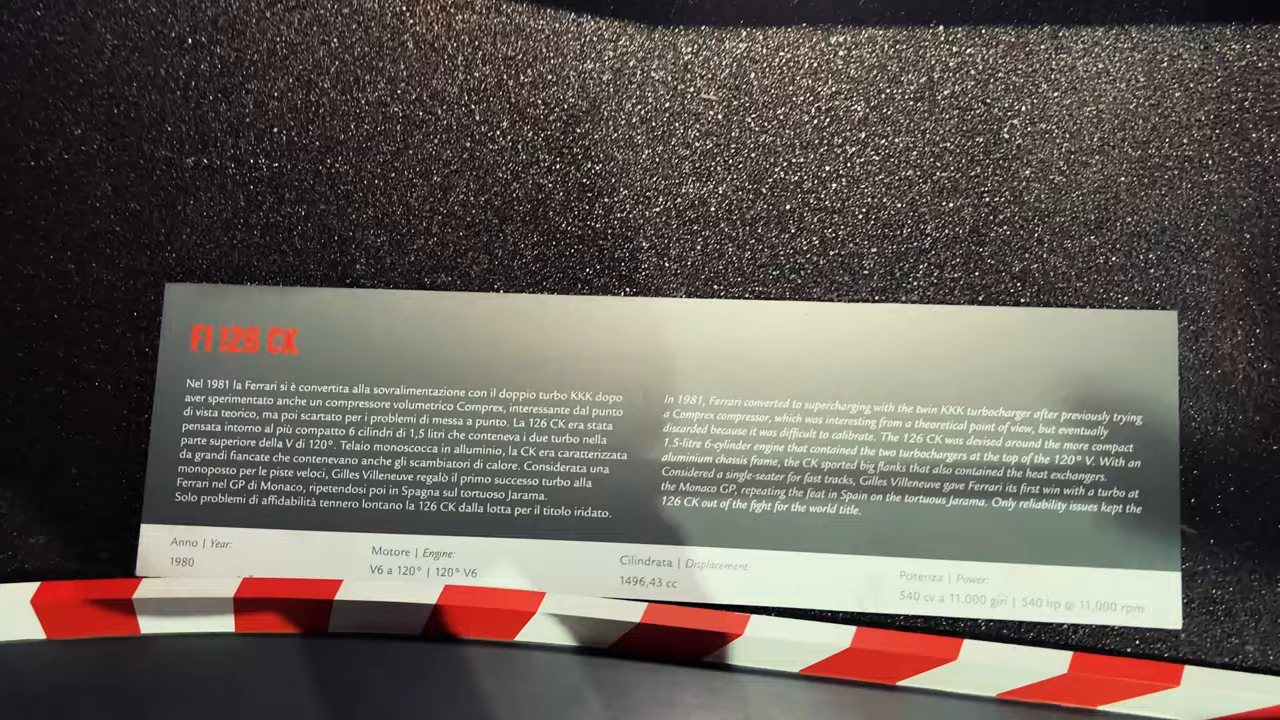 F1 126 CK
Nel 1981 la Ferrari si è convertita alla sovralimentazione con il doppio turbo KKK dopo
aver sperimentato anche un compressore volumetrico Comprex, interessante dal punto
di vista teorico, ma poi scartato per i problemi di messa a punto. La 126 CK era stata
pensata intorno al più compatto 6 cilindri di 1,5 litri che conteneva i due turbo nella
parte superiore della V di 120°. Telaio monoscocca in alluminio, la CK era caratterizzata
da grandi fiancate che contenevano anche gli scambiatori di calore. Considerata una
monoposto per le piste veloci, Gilles Villeneuve regalò il primo successo turbo alla
Ferrari nel GP di Monaco, ripetendosi poi in Spagna sul tortuoso Jarama.
Solo problemi di affidabilità tennero lontano la 126 CK dalla lotta per il titolo iridato.
In 1981, Ferrari converted to supercharging with the twin KKK turbocharger after previously trying
a Comprex compressor, which was interesting from a theoretical point of view, but eventually
discarded because it was difficult to calibrate. The 126 CK was devised around the more compact
1.5-litre 6-cylinder engine that contained the two turbochargers at the top of the 120° V. With an
aluminium chassis frame, the CK sported big flanks that also contained the heat exchangers.
Considered a single-seater for fast tracks, Gilles Villeneuve gave Ferrari its first win with a turbo at
the Monaco GP, repeating the feat in Spain on the tortuous Jarama. Only reliability issues kept the
126 CK out of the fight for the world title.
Anno | Year:
1980
Motore | Engine:
V6 a 120° | 120° V6
Cilindrata | Displacement:
1496,43 cc
Potenza | Power:
540 cv a 11.000 giri | 540 hp @ 11,000 rpm